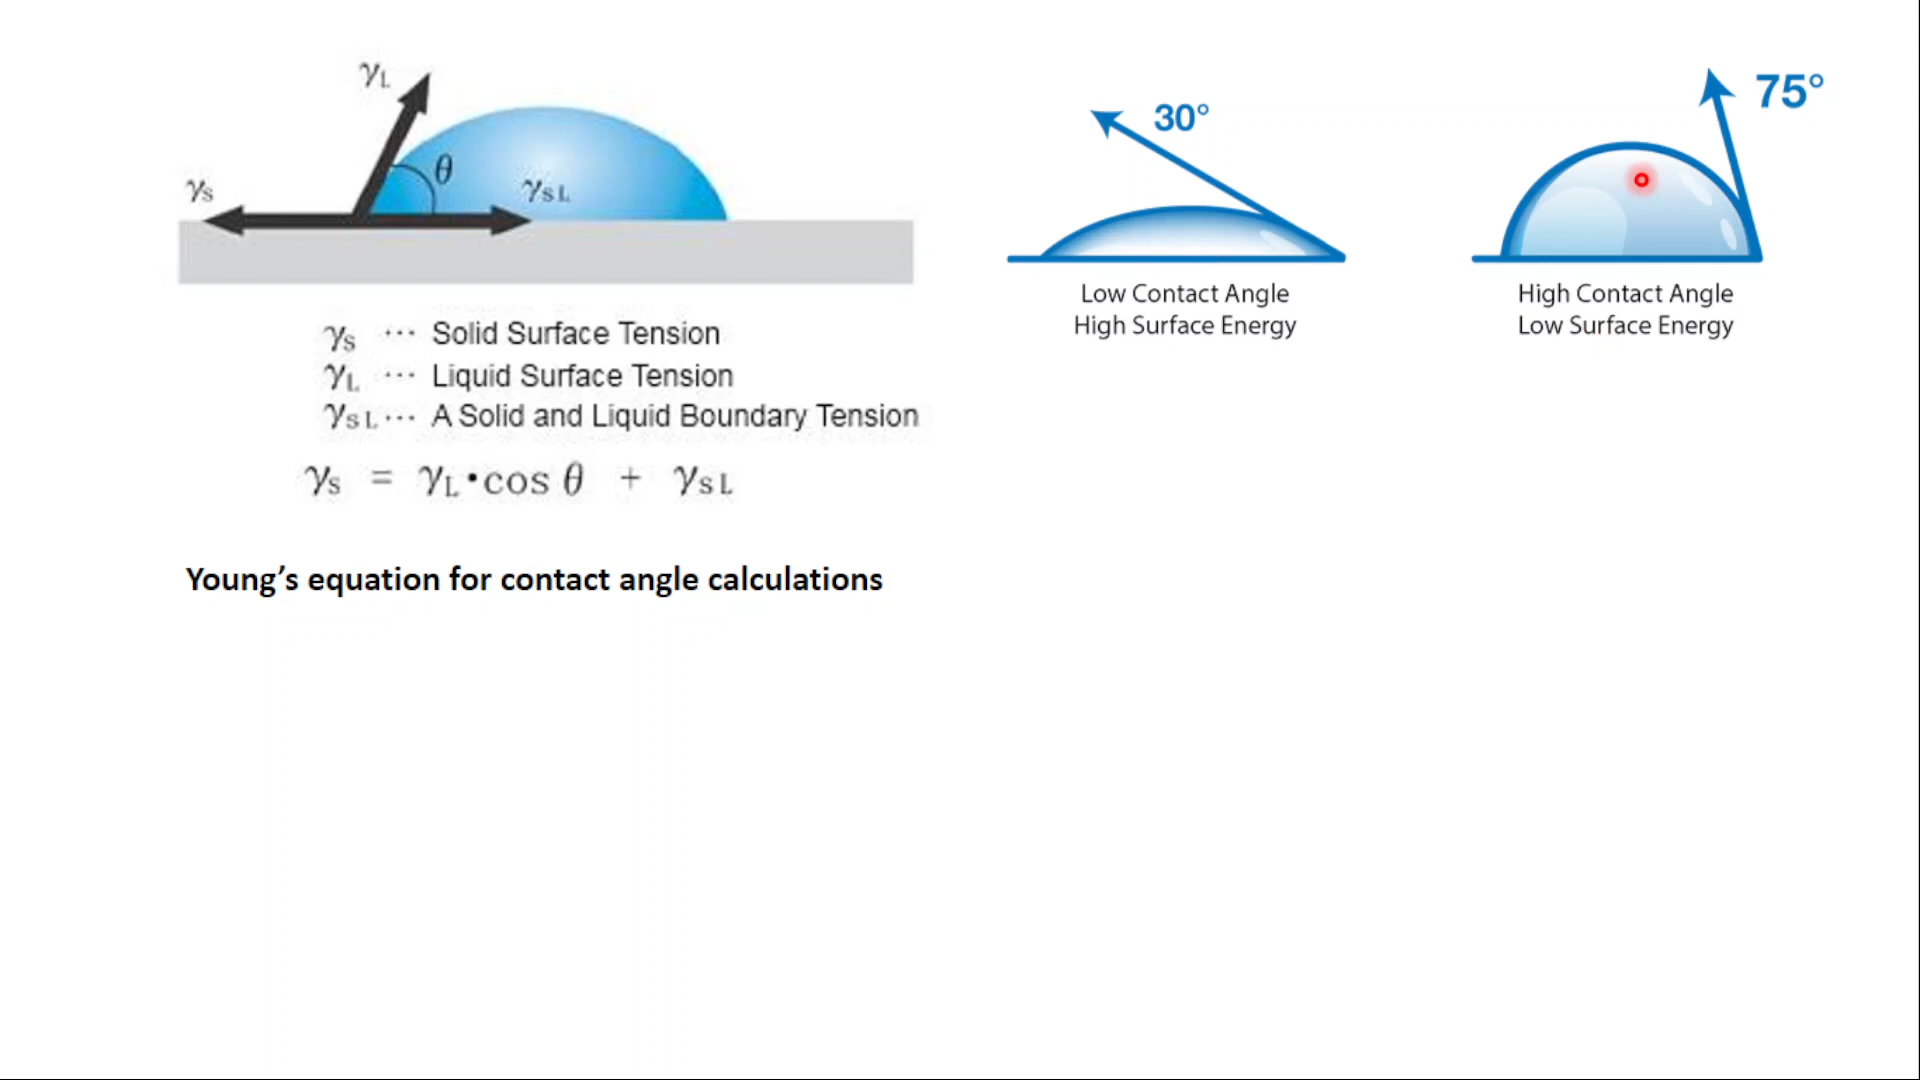 γL
θ
γS
γSL
γS ··· Solid Surface Tension
γL ··· Liquid Surface Tension
γSL ··· A Solid and Liquid Boundary Tension
γS = γL•cos θ + γSL
Young’s equation for contact angle calculations
30°
Low Contact Angle
High Surface Energy
75°
High Contact Angle
Low Surface Energy